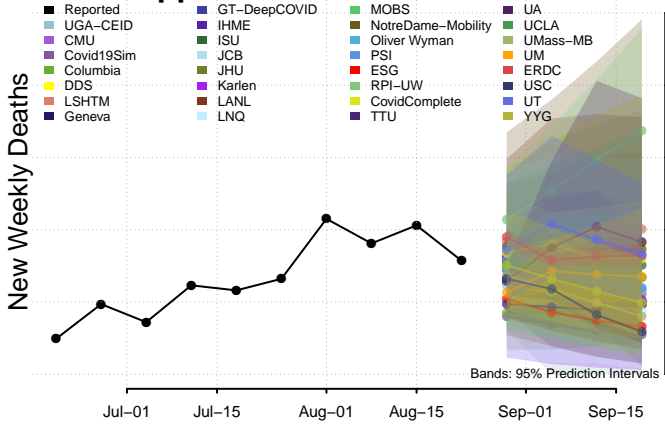 Reported GT−DeepCOVID MOBS UA
UGA−CEID IHME NotreDame−Mobility UCLA
CMU ISU Oliver Wyman UMass−MB
Covid19Sim JCB PSI UM
Columbia JHU ESG ERDC
DDS Karlen RPI−UW USC
LSHTM LANL CovidComplete UT
Geneva LNQ TTU YYG
New Weekly Deaths
Bands: 95% Prediction Intervals
Jul−01 Jul−15 Aug−01 Aug−15 Sep−01 Sep−15